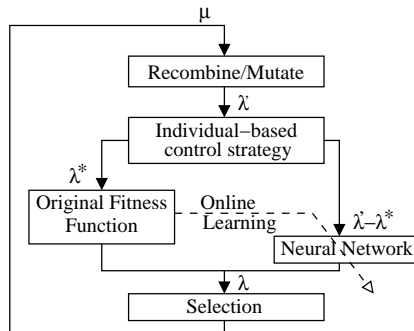 μ
Recombine/Mutate
λ'
Individual–based
control strategy
λ*
Original Fitness
Function
Online
Learning
λ'–λ*
Neural Network
λ
Selection